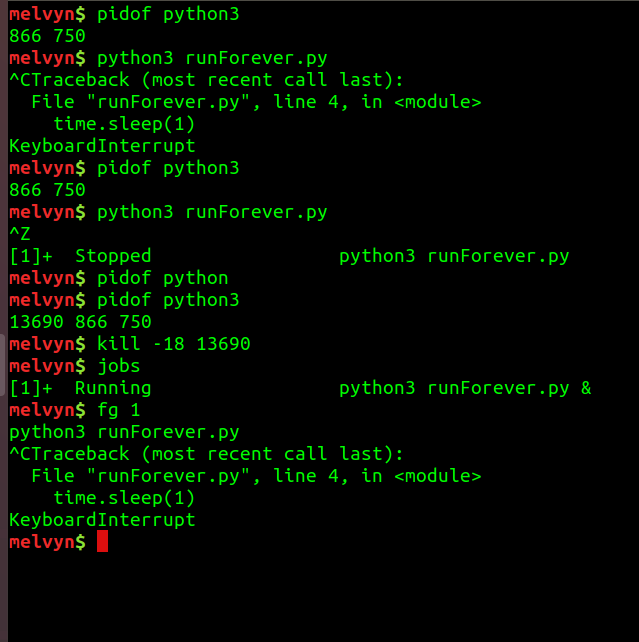 melvyn$ pidof python3
866 750
melvyn$ python3 runForever.py
^CTraceback (most recent call last):
  File "runForever.py", line 4, in <module>
    time.sleep(1)
KeyboardInterrupt
melvyn$ pidof python3
866 750
melvyn$ python3 runForever.py
^Z
[1]+  Stopped                 python3 runForever.py
melvyn$ pidof python
melvyn$ pidof python3
13690 866 750
melvyn$ kill -18 13690
melvyn$ jobs
[1]+  Running                 python3 runForever.py &
melvyn$ fg 1
python3 runForever.py
^CTraceback (most recent call last):
  File "runForever.py", line 4, in <module>
    time.sleep(1)
KeyboardInterrupt
melvyn$